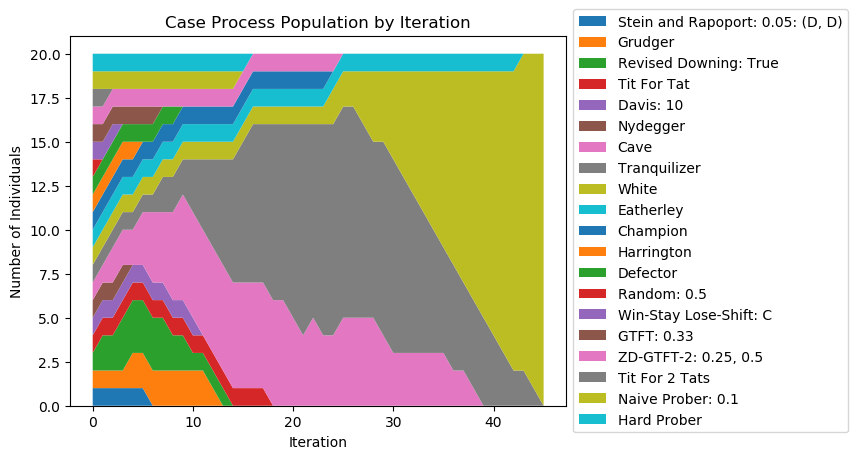 Case Process Population by Iteration
20.0
17.5
15.0
12.5
10.0
7.5
5.0
2.5
0.0
Number of Individuals
0
10
20
30
40
Iteration
Stein and Rapoport: 0.05: (D, D)
Grudger
Revised Downing: True
Tit For Tat
Davis: 10
Nydegger
Cave
Tranquilizer
White
Eatherley
Champion
Harrington
Defector
Random: 0.5
Win-Stay Lose-Shift: C
GTFT: 0.33
ZD-GTFT-2: 0.25, 0.5
Tit For 2 Tats
Naive Prober: 0.1
Hard Prober